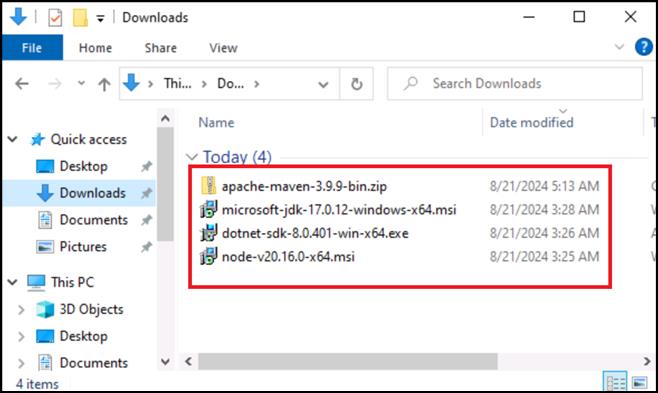 Downloads
File Home Share View
Thi... Do... Search Downloads
Name Date modified
Quick access
Today (4)
Desktop
apache-maven-3.9.9-bin.zip 8/21/2024 5:13 AM
Downloads
microsoft-jdk-17.0.12-windows-x64.msi 8/21/2024 3:28 AM
Documents
dotnet-sdk-8.0.401-win-x64.exe 8/21/2024 3:26 AM
Pictures
node-v20.16.0-x64.msi 8/21/2024 3:25 AM
This PC
3D Objects
Desktop
Documents
4 items